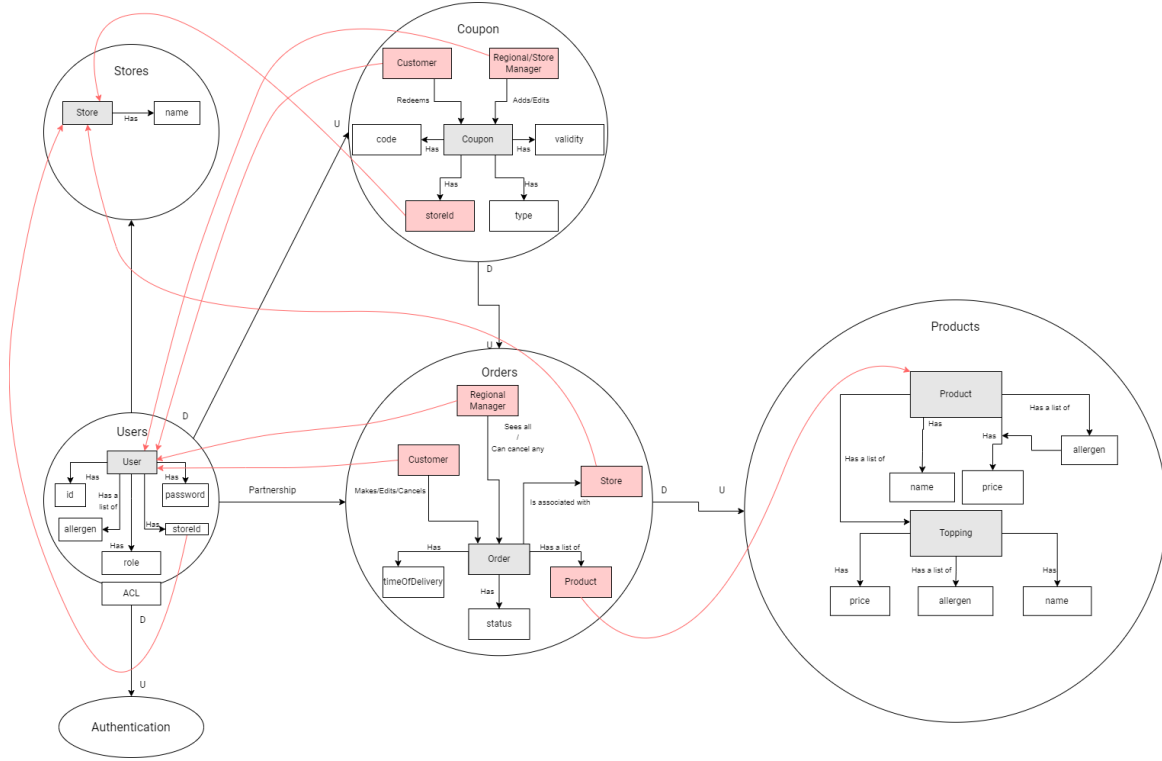 Coupon
Customer
Regional/Store
Manager
Redeems
Adds/Edits
code
Has
Coupon
Has
validity
Has
Has
storeId
type
Stores
Store
Has
name
U
D
D
U
Users
User
Has
Has a
list of
Has
id
password
allergen
Has
storeId
Has
role
ACL
D
U
Authentication
Partnership
Orders
Regional
Manager
Sees all
/
Can cancel any
Customer
Makes/Edits/Cancels
Store
Is associated with
Has
Order
Has a list of
timeOfDelivery
Has
Product
status
D
U
Products
Product
Has a list of
Has
Has
allergen
Has a list of
name
price
Topping
Has
Has a list of
Has
price
allergen
name